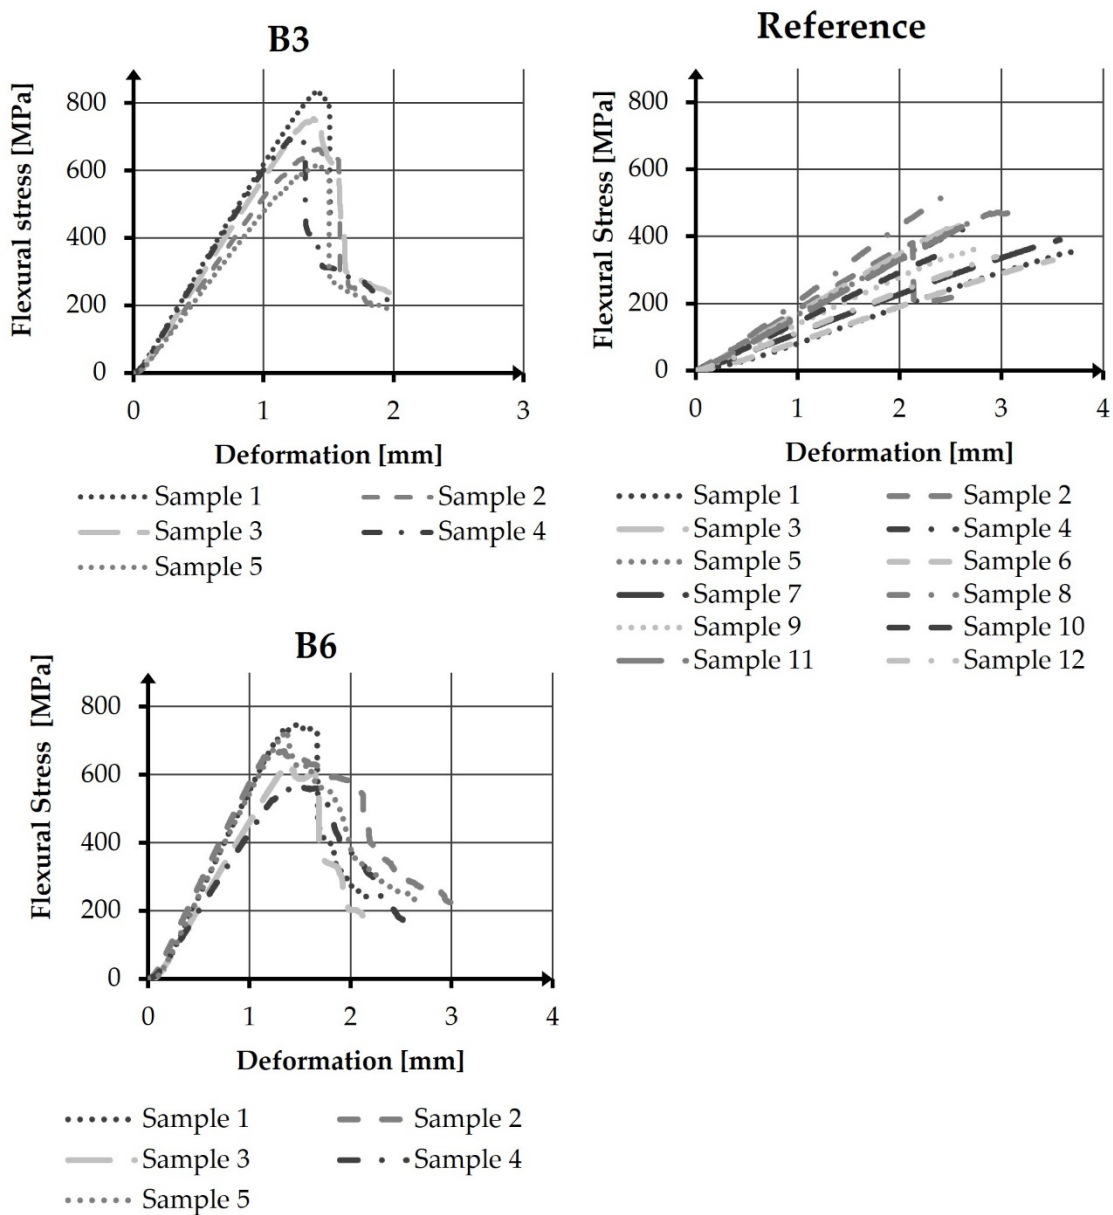 B3
Flexural stress [MPa]
800
600
400
200
0
0 1 2 3
Deformation [mm]
Sample 1 Sample 2
Sample 3 Sample 4
Sample 5
Reference
Flexural Stress [MPa]
800
600
400
200
0
0 1 2 3 4
Deformation [mm]
Sample 1 Sample 2
Sample 3 Sample 4
Sample 5 Sample 6
Sample 7 Sample 8
Sample 9 Sample 10
Sample 11 Sample 12
B6
Flexural Stress [MPa]
800
600
400
200
0
0 1 2 3 4
Deformation [mm]
Sample 1 Sample 2
Sample 3 Sample 4
Sample 5